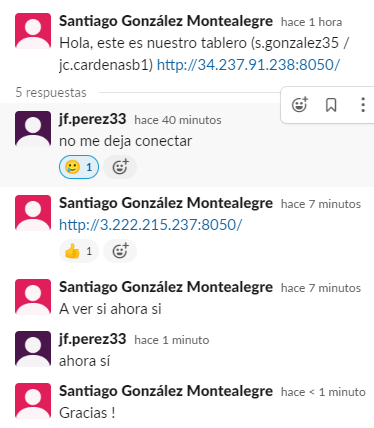 Santiago González Montealegre hace 1 hora
Hola, este es nuestro tablero (s.gonzalez35 /
jc.cardenasb1) http://34.237.91.238:8050/
5 respuestas
jf.perez33 hace 40 minutos
no me deja conectar
1
Santiago González Montealegre hace 7 minutos
http://3.222.215.237:8050/
1
Santiago González Montealegre hace 7 minutos
A ver si ahora si
jf.perez33 hace 1 minuto
ahora sí
Santiago González Montealegre hace < 1 minuto
Gracias !